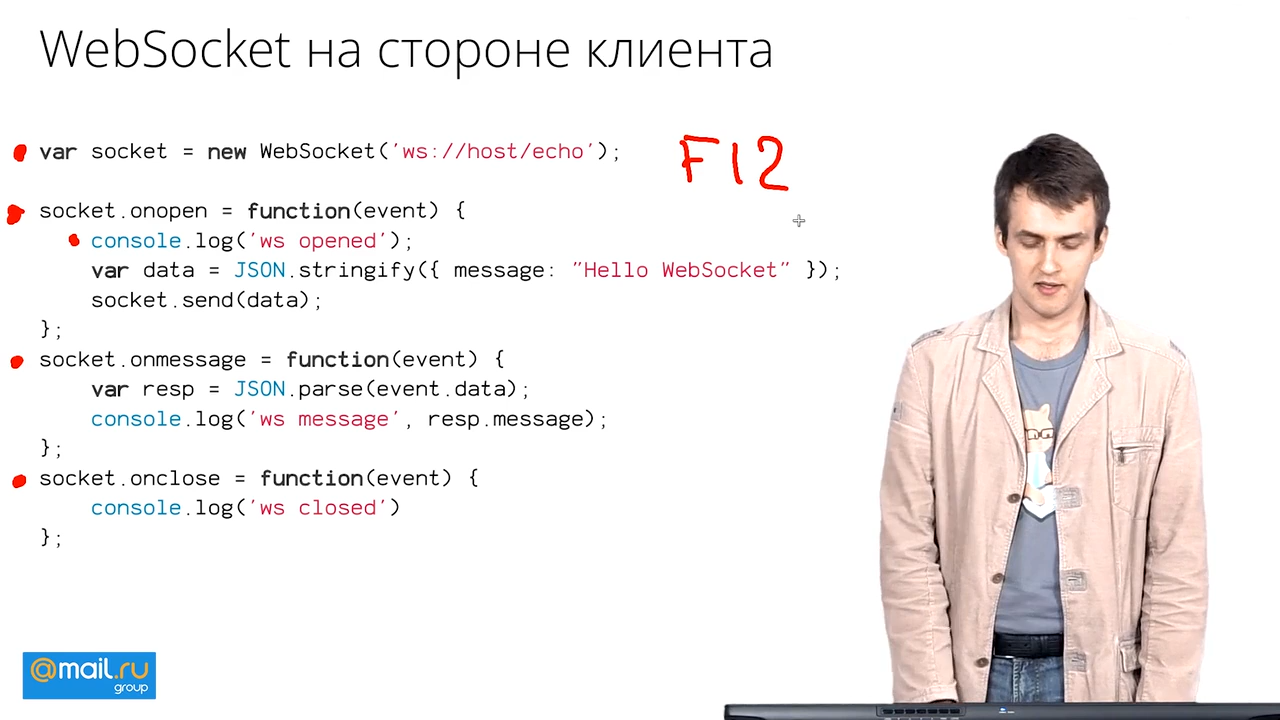 WebSocket на стороне клиента
var socket = new WebSocket('ws://host/echo');
F12
socket.onopen = function(event) {
console.log('ws opened');
var data = JSON.stringify({ message: "Hello WebSocket" });
socket.send(data);
};
socket.onmessage = function(event) {
var resp = JSON.parse(event.data);
console.log('ws message', resp.message);
};
socket.onclose = function(event) {
console.log('ws closed')
};
@mail.ru
group